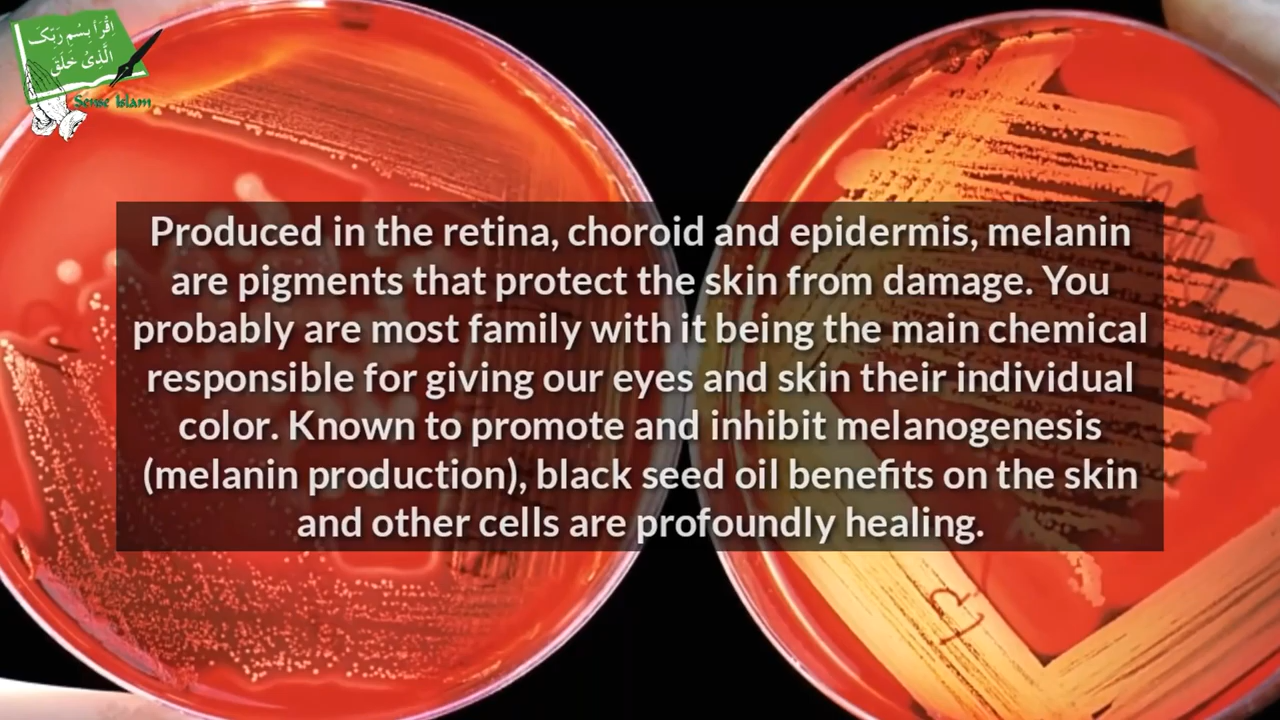 اقْرَأْ بِسْمِ رَبِّکَ
الَّذِیْ خَلَقَ
Sense Islam
Produced in the retina, choroid and epidermis, melanin
are pigments that protect the skin from damage. You
probably are most family with it being the main chemical
responsible for giving our eyes and skin their individual
color. Known to promote and inhibit melanogenesis
(melanin production), black seed oil benefits on the skin
and other cells are profoundly healing.